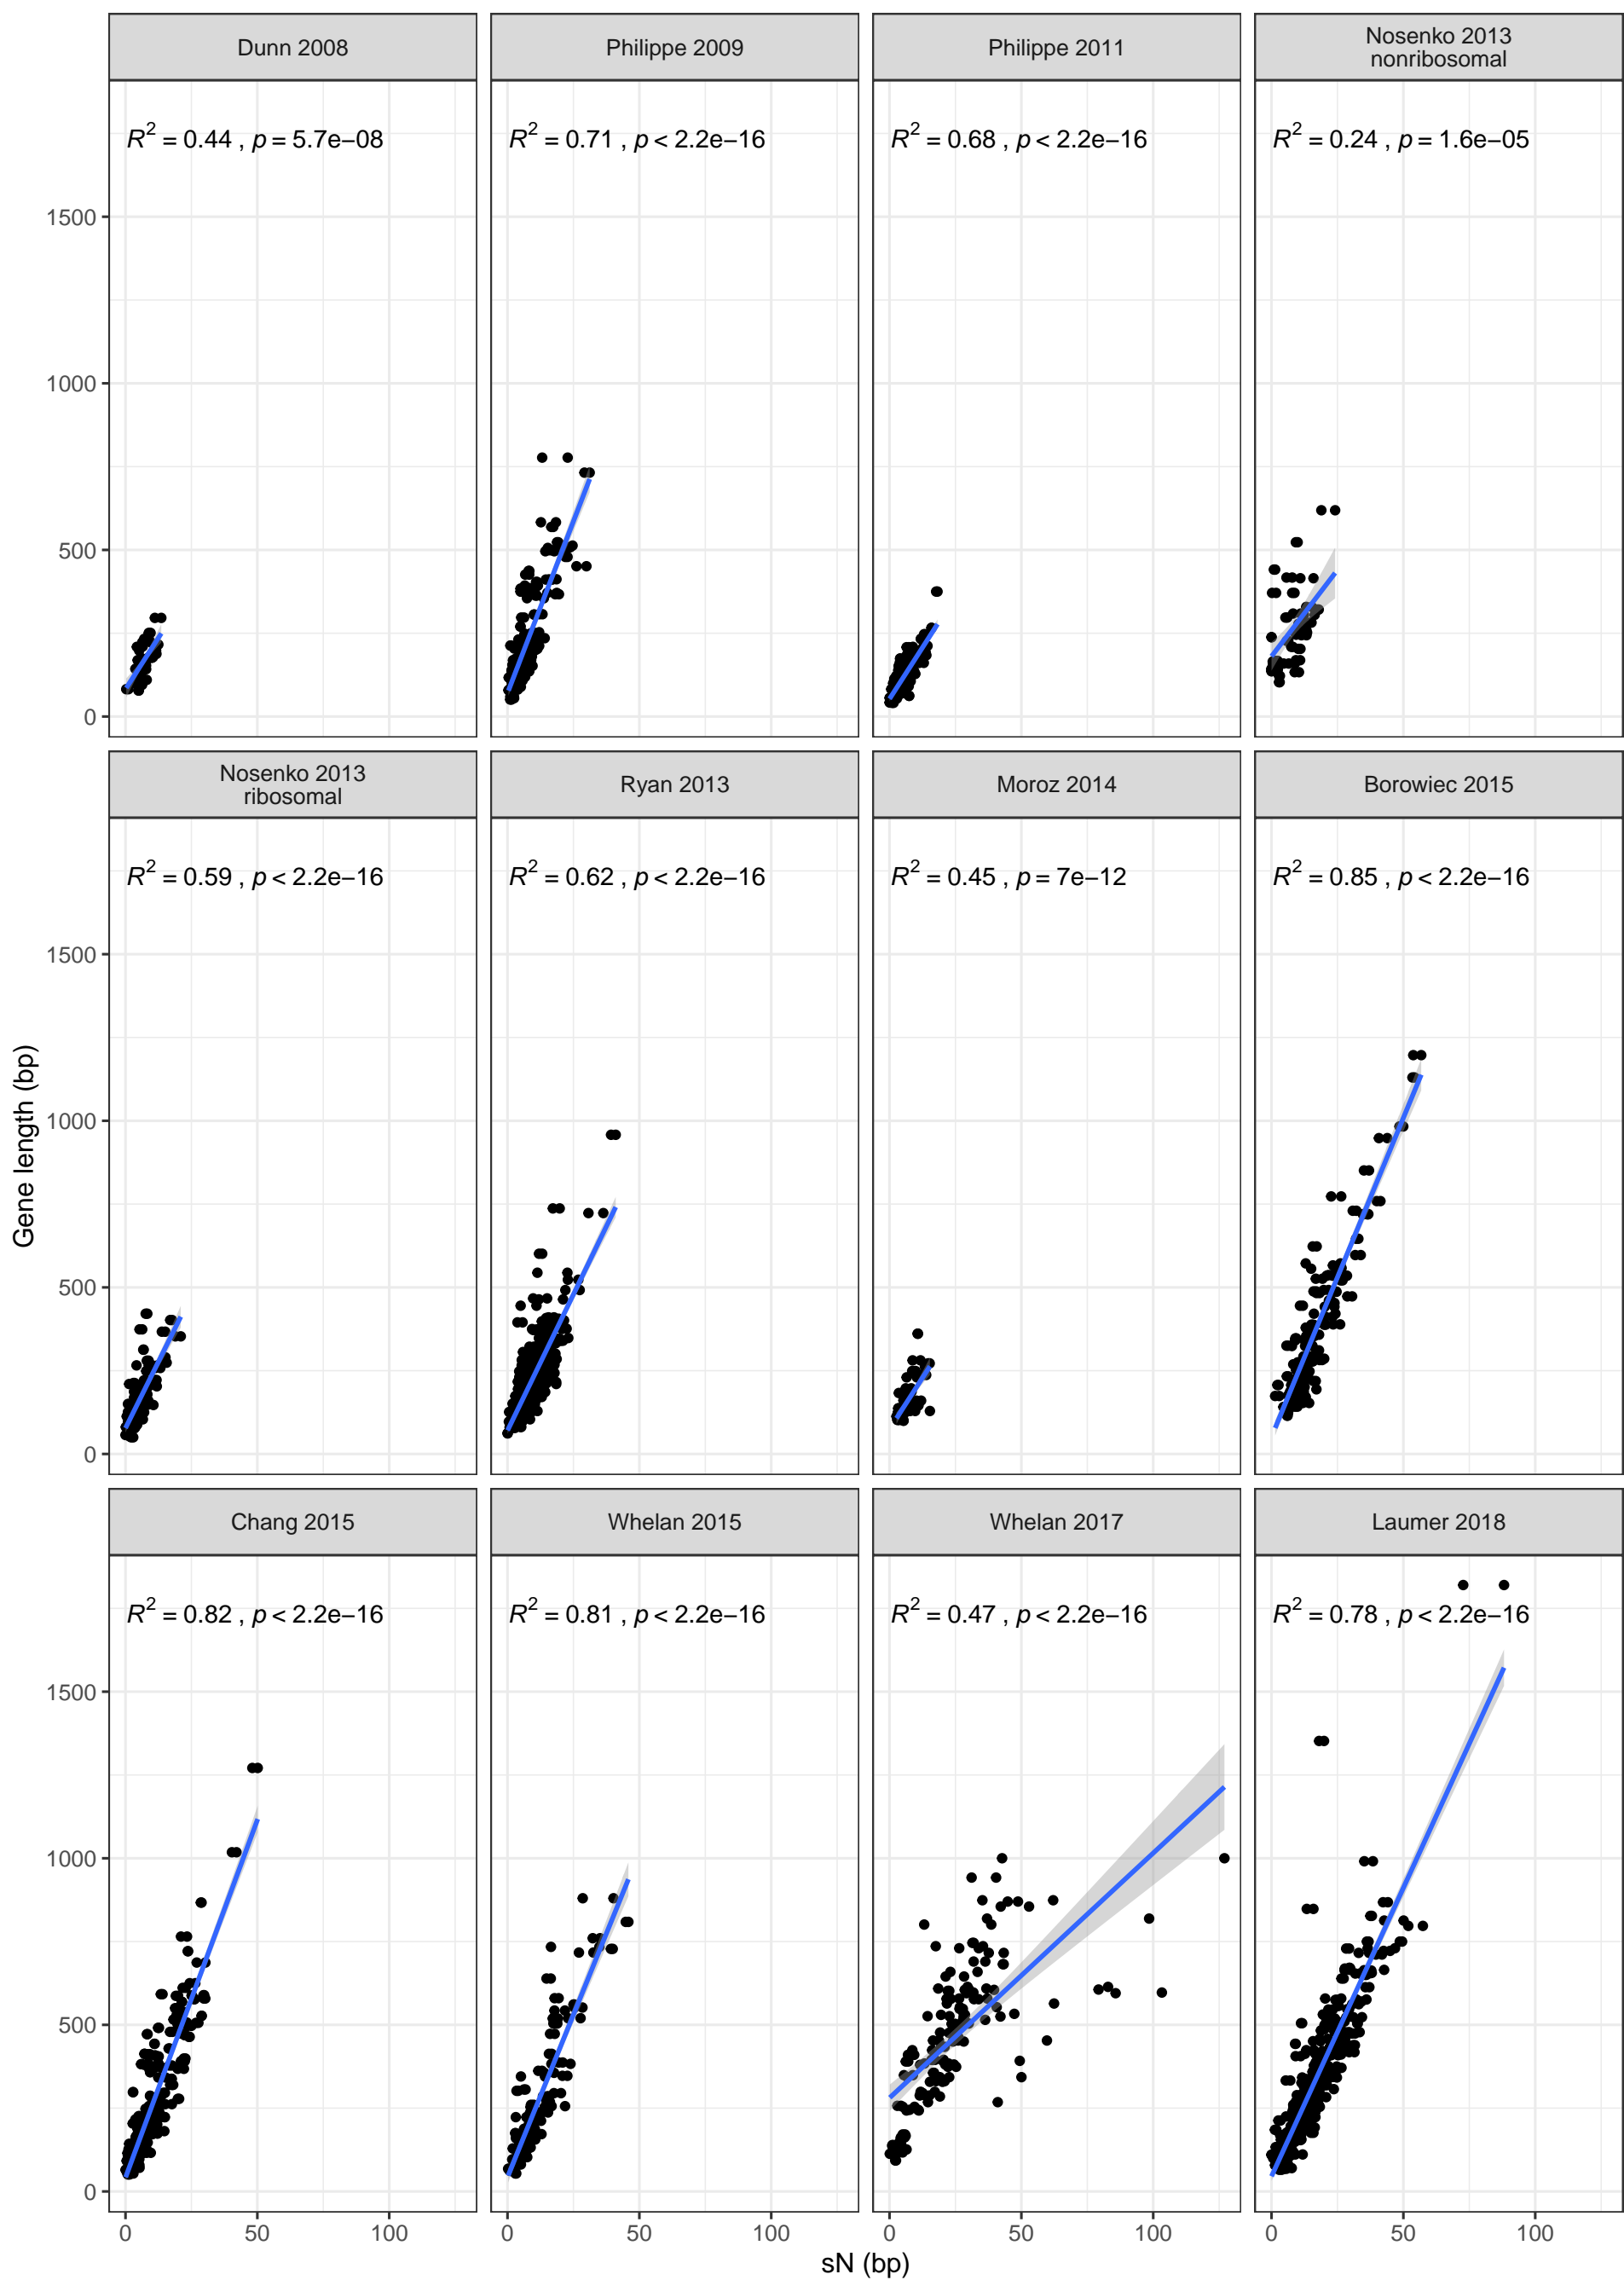 Dunn 2008
Philippe 2009
Philippe 2011
Nosenko 2013
nonribosomal
R² = 0.44 , p = 5.7e−08
R² = 0.71 , p < 2.2e−16
R² = 0.68 , p < 2.2e−16
R² = 0.24 , p = 1.6e−05
1500
1000
500
0
Nosenko 2013
ribosomal
Ryan 2013
Moroz 2014
Borowiec 2015
R² = 0.59 , p < 2.2e−16
R² = 0.62 , p < 2.2e−16
R² = 0.45 , p = 7e−12
R² = 0.85 , p < 2.2e−16
1500
1000
500
0
Gene length (bp)
Chang 2015
Whelan 2015
Whelan 2017
Laumer 2018
R² = 0.82 , p < 2.2e−16
R² = 0.81 , p < 2.2e−16
R² = 0.47 , p < 2.2e−16
R² = 0.78 , p < 2.2e−16
1500
1000
500
0
0 50 100
0 50 100
0 50 100
0 50 100
sN (bp)